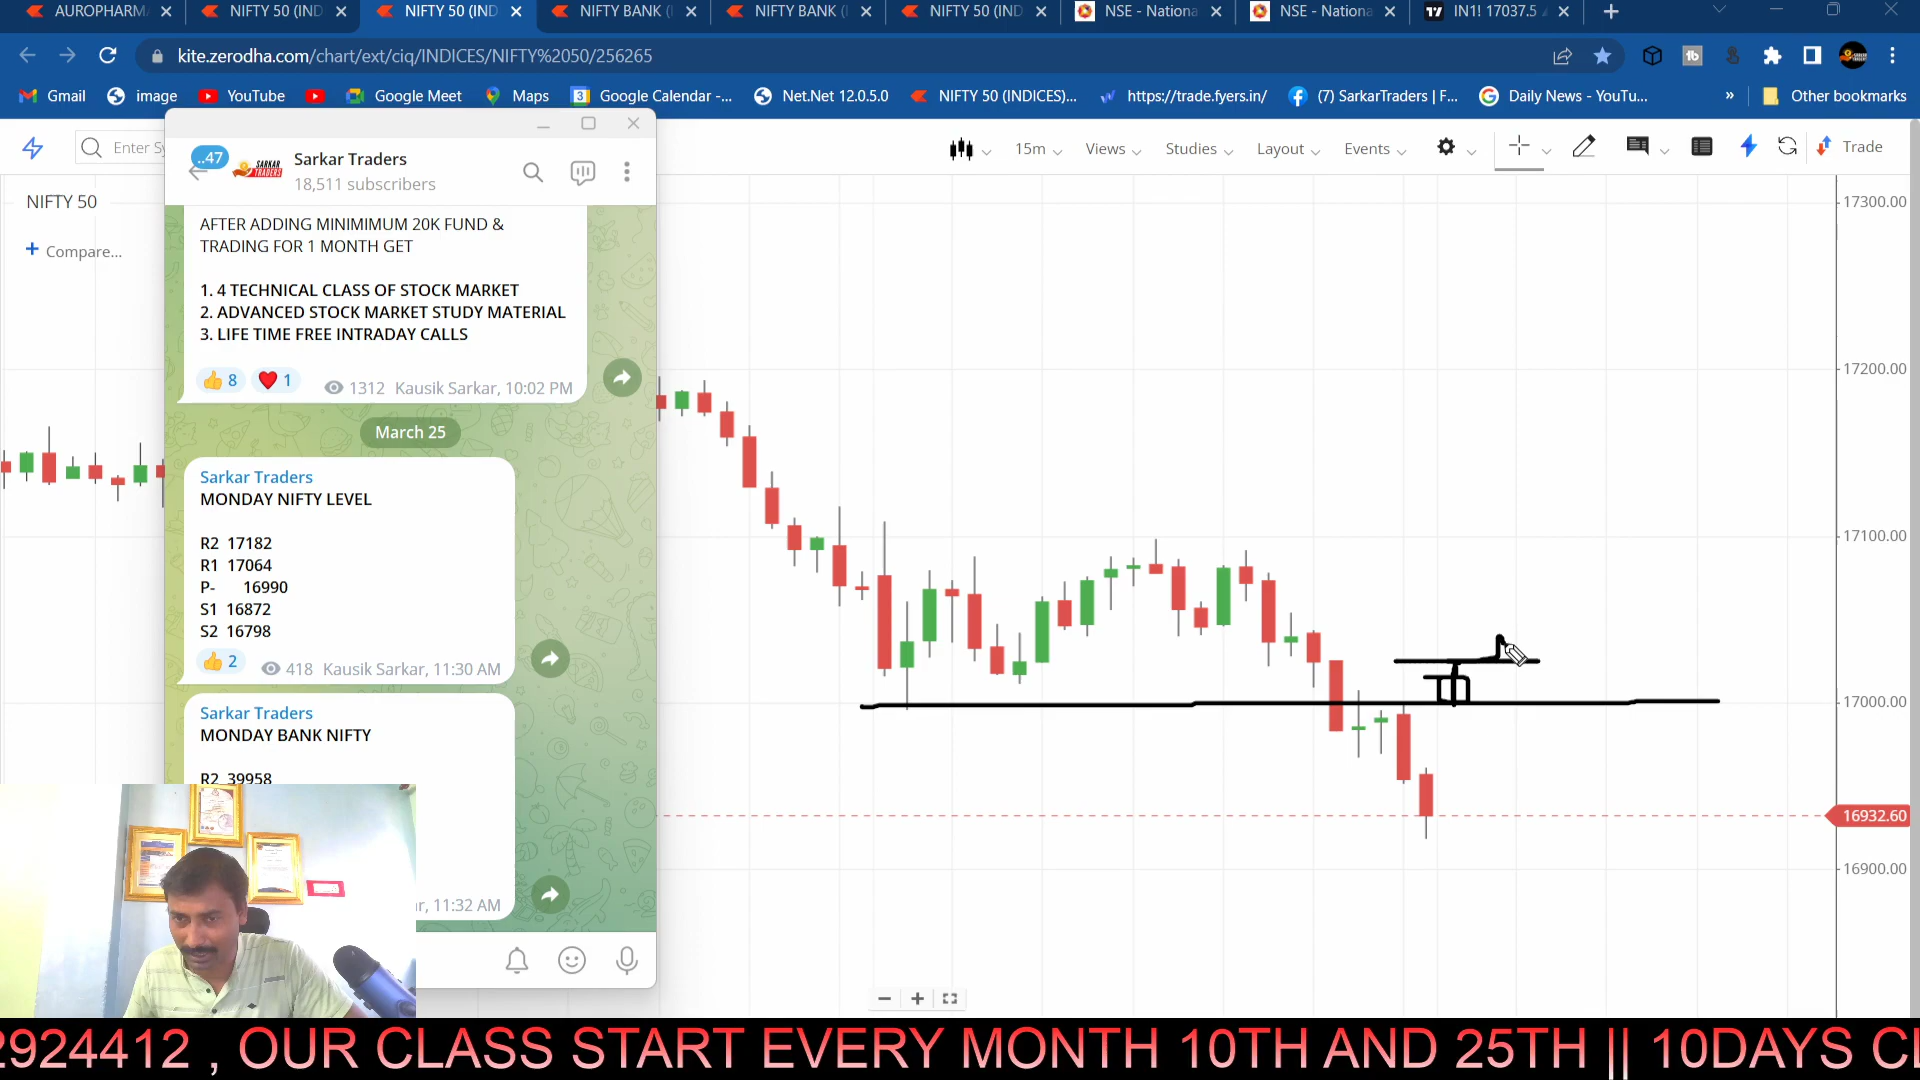 AUROPHARM
NIFTY 50 (IND
NIFTY 50 (IND
NIFTY BANK (
NIFTY BANK (
NIFTY 50 (IND
NSE - Nationa
NSE - Nationa
IN1! 17037.5
kite.zerodha.com/chart/ext/ciq/INDICES/NIFTY%2050/256265
Gmail
image
YouTube
Google Meet
Maps
Google Calendar -...
Net.Net 12.0.5.0
NIFTY 50 (INDICES)...
https://trade.fyers.in/
(7) SarkarTraders | F...
Daily News - YouTu...
»
Other bookmarks
Enter Sy
..47
SARKAR TRADERS
Sarkar Traders
18,511 subscribers
15m
Views
Studies
Layout
Events
Trade
NIFTY 50
+ Compare...
AFTER ADDING MINIMIMUM 20K FUND &
TRADING FOR 1 MONTH GET
1. 4 TECHNICAL CLASS OF STOCK MARKET
2. ADVANCED STOCK MARKET STUDY MATERIAL
3. LIFE TIME FREE INTRADAY CALLS
👍 8 ❤️ 1 1312 Kausik Sarkar, 10:02 PM
March 25
Sarkar Traders
MONDAY NIFTY LEVEL
R2 17182
R1 17064
P- 16990
S1 16872
S2 16798
👍 2 418 Kausik Sarkar, 11:30 AM
Sarkar Traders
MONDAY BANK NIFTY
R2 39958
ar, 11:32 AM
17300.00
17200.00
17100.00
17000.00
16932.60
16900.00
2924412 , OUR CLASS START EVERY MONTH 10TH AND 25TH || 10DAYS CL